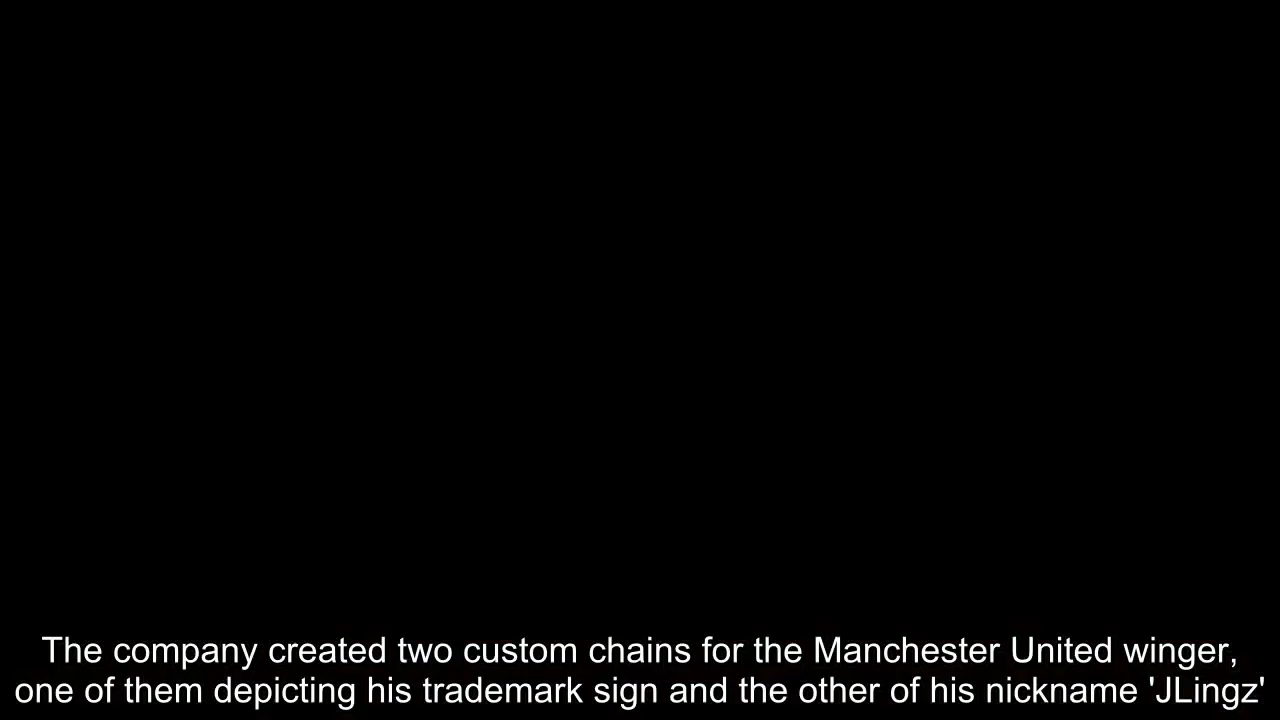 The company created two custom chains for the Manchester United winger,
one of them depicting his trademark sign and the other of his nickname 'JLingz'